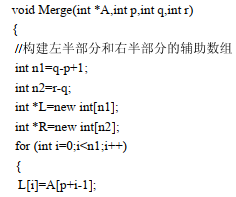 void Merge(int *A,int p,int q,int r)
{
//构建左半部分和右半部分的辅助数组
int n1=q-p+1;
int n2=r-q;
int *L=new int[n1];
int *R=new int[n2];
for (int i=0;i<n1;i++)
{
L[i]=A[p+i-1];